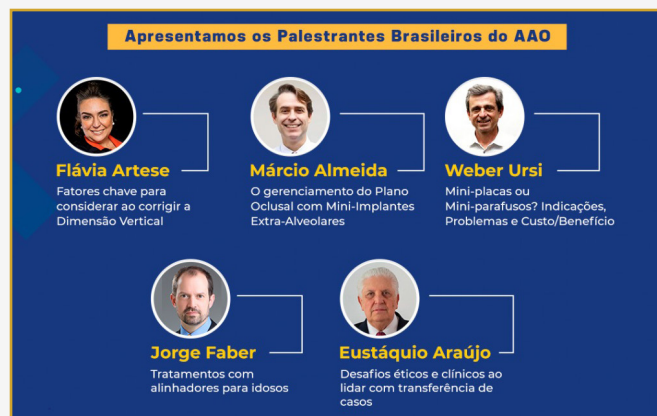 Apresentamos os Palestrantes Brasileiros do AAO
Flávia Artese
Fatores chave para
considerar ao corrigir a
Dimensão Vertical
Márcio Almeida
O gerenciamento do Plano
Oclusal com Mini-Implantes
Extra-Alveolares
Weber Ursi
Mini-placas ou
Mini-parafusos? Indicações,
Problemas e Custo/Benefício
Jorge Faber
Tratamentos com
alinhadores para idosos
Eustáquio Araújo
Desafios éticos e clínicos ao
lidar com transferência de
casos